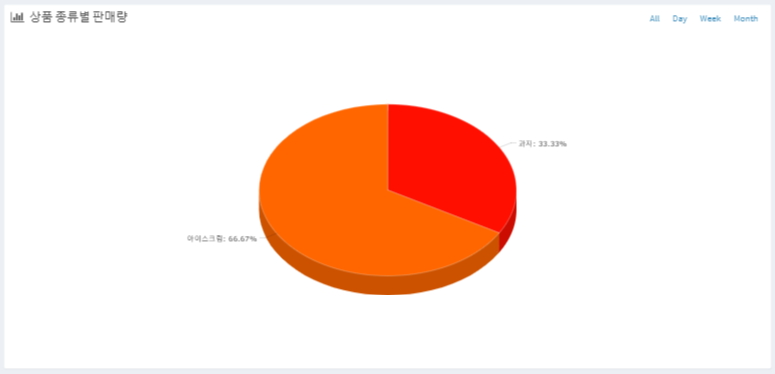 상품 종류별 판매량
All Day Week Month
과자: 33.33%
아이스크림: 66.67%